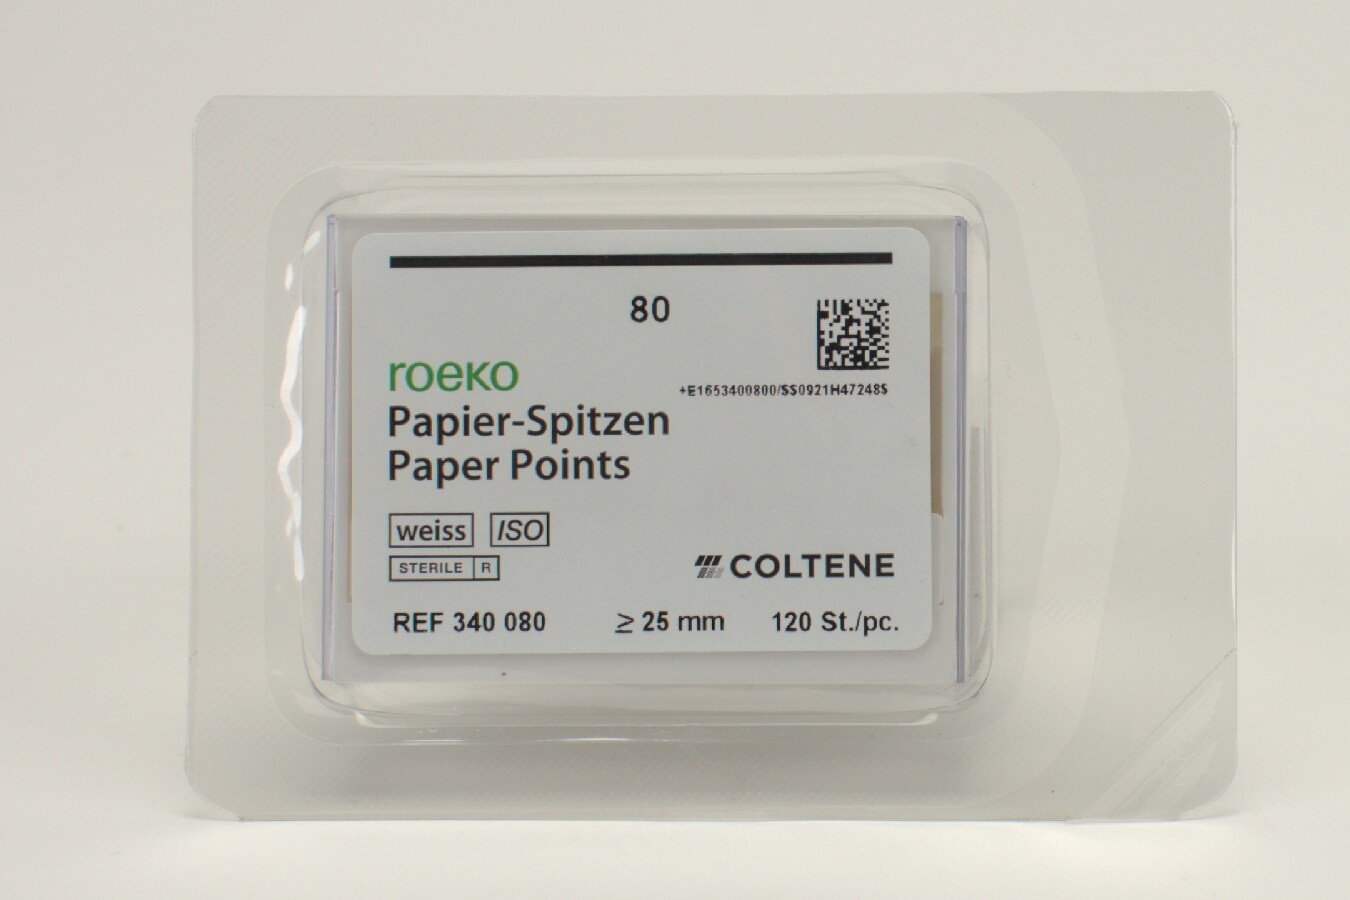 80
roeko
+E1653400800/$$0921H47248$
Papier-Spitzen
Paper Points
weiss ISO
STERILE R
COLTENE
REF 340 080 ≥ 25 mm 120 St./pc.